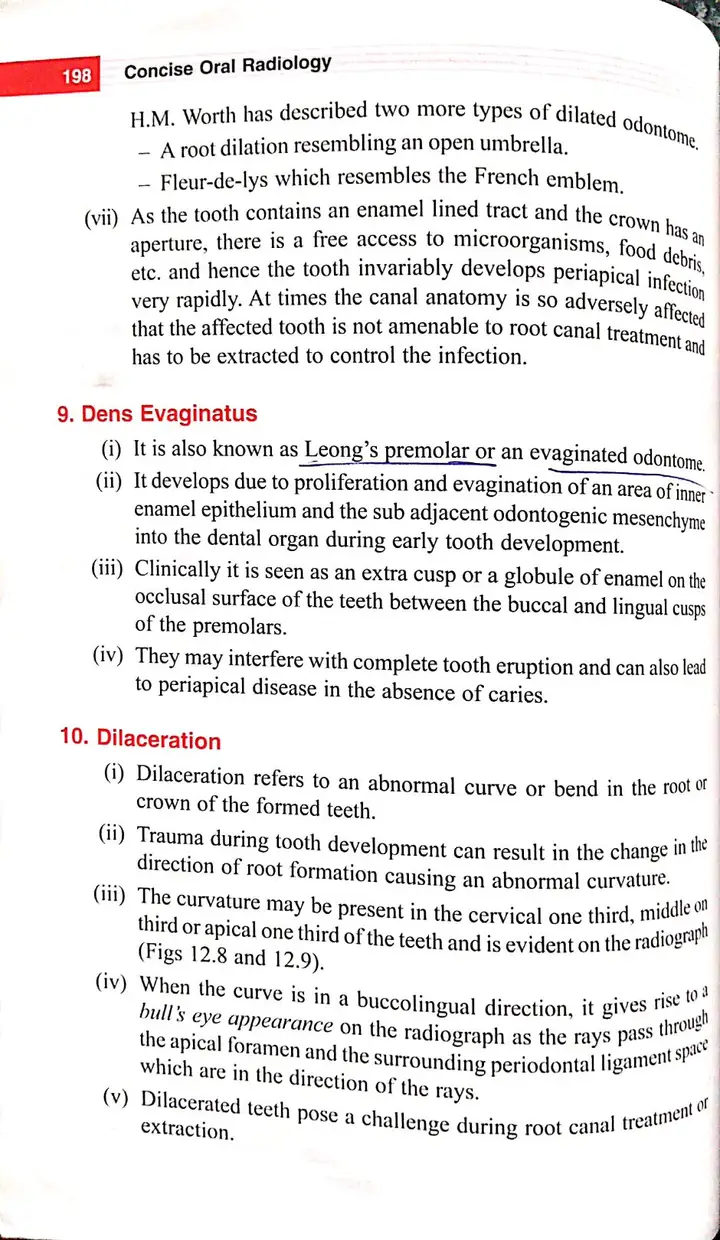 198 Concise Oral Radiology
H.M. Worth has described two more types of dilated odontome.
– A root dilation resembling an open umbrella.
– Fleur-de-lys which resembles the French emblem.
(vii) As the tooth contains an enamel lined tract and the crown has an
aperture, there is a free access to microorganisms, food debris,
etc. and hence the tooth invariably develops periapical infection
very rapidly. At times the canal anatomy is so adversely affected
that the affected tooth is not amenable to root canal treatment and
has to be extracted to control the infection.
9. Dens Evaginatus
(i) It is also known as Leong's premolar or an evaginated odontome.
(ii) It develops due to proliferation and evagination of an area of inner
enamel epithelium and the sub adjacent odontogenic mesenchyme
into the dental organ during early tooth development.
(iii) Clinically it is seen as an extra cusp or a globule of enamel on the
occlusal surface of the teeth between the buccal and lingual cusps
of the premolars.
(iv) They may interfere with complete tooth eruption and can also lead
to periapical disease in the absence of caries.
10. Dilaceration
(i) Dilaceration refers to an abnormal curve or bend in the root or
crown of the formed teeth.
(ii) Trauma during tooth development can result in the change in the
direction of root formation causing an abnormal curvature.
(iii) The curvature may be present in the cervical one third, middle on
third or apical one third of the teeth and is evident on the radiograph
(Figs 12.8 and 12.9).
(iv) When the curve is in a buccolingual direction, it gives rise to a
bull's eye appearance on the radiograph as the rays pass through
the apical foramen and the surrounding periodontal ligament space
which are in the direction of the rays.
(v) Dilacerated teeth pose a challenge during root canal treatment or
extraction.